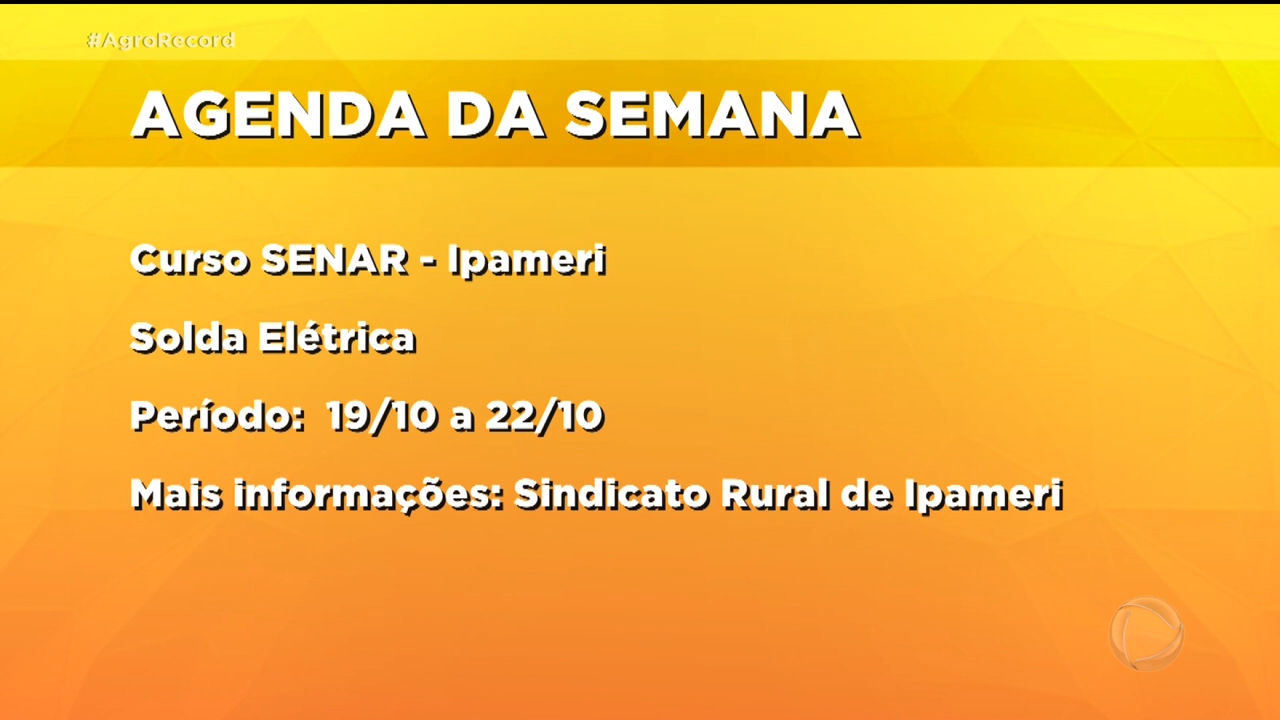 #AgroRecord
AGENDA DA SEMANA
Curso SENAR - Ipameri
Solda Elétrica
Período: 19/10 a 22/10
Mais informações: Sindicato Rural de Ipameri